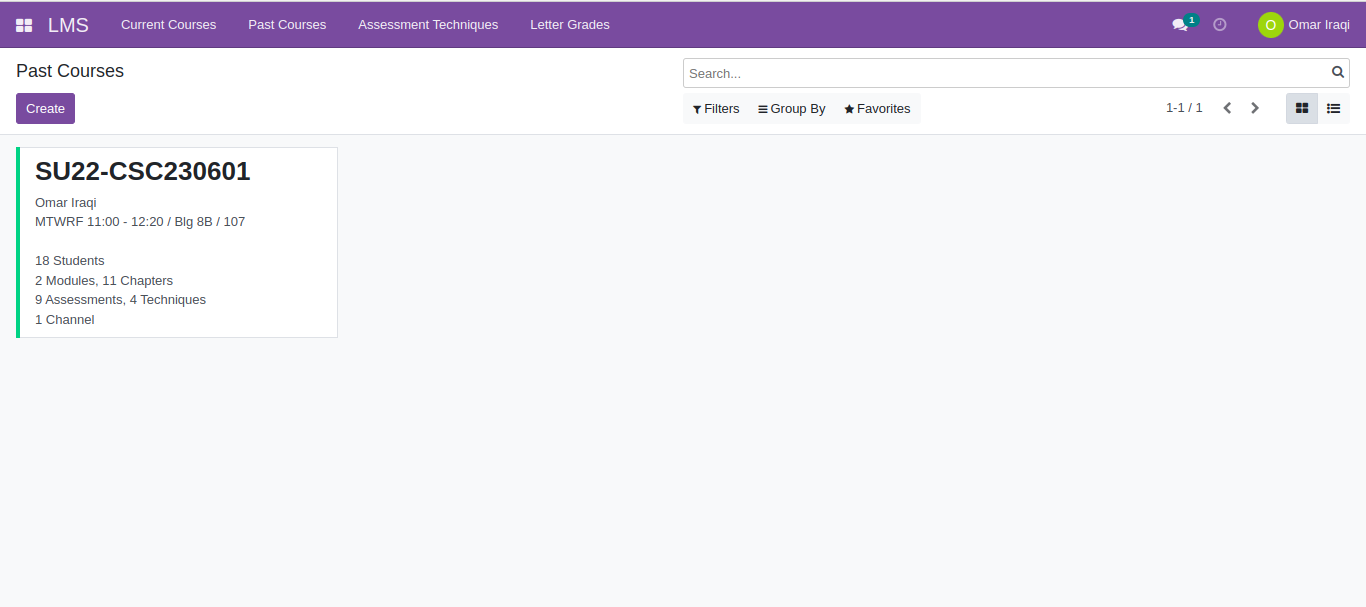 LMS Current Courses Past Courses Assessment Techniques Letter Grades 1 O Omar Iraqi
Past Courses
Search...
Create
Filters Group By Favorites 1-1 / 1
SU22-CSC230601
Omar Iraqi
MTWRF 11:00 - 12:20 / Blg 8B / 107
18 Students
2 Modules, 11 Chapters
9 Assessments, 4 Techniques
1 Channel